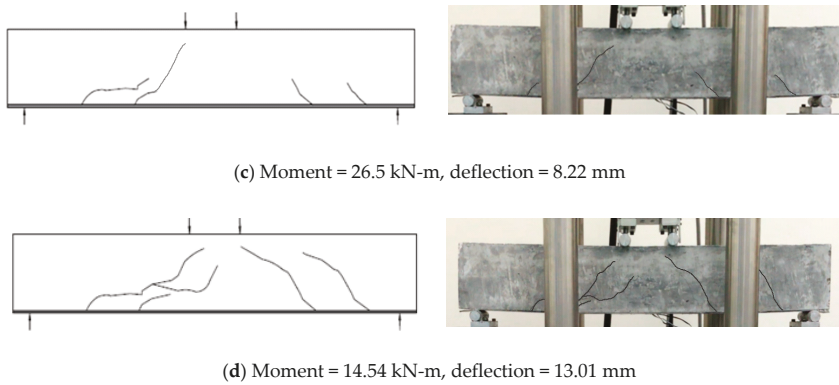 (c) Moment = 26.5 kN-m, deflection = 8.22 mm
(d) Moment = 14.54 kN-m, deflection = 13.01 mm